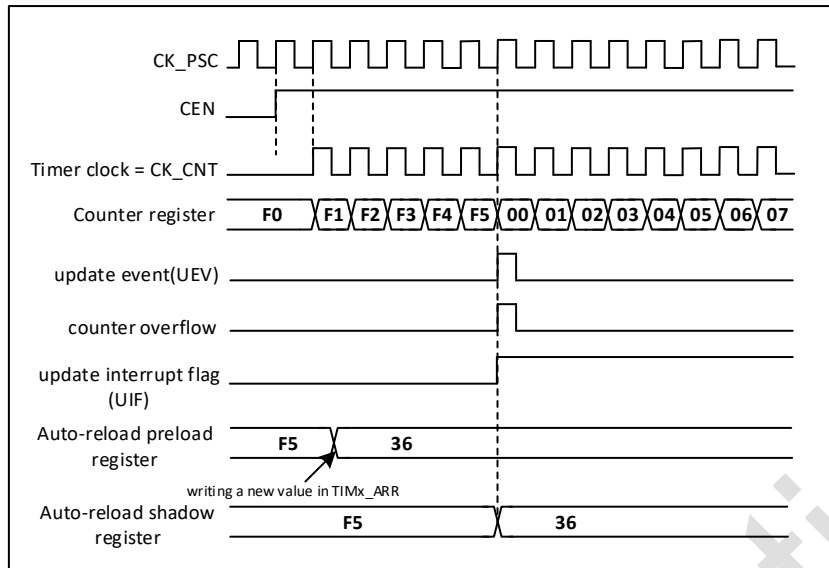 CK_PSC
CEN
Timer clock = CK_CNT
Counter register F0 F1 F2 F3 F4 F5 00 01 02 03 04 05 06 07
update event(UEV)
counter overflow
update interrupt flag
(UIF)
Auto-reload preload
register
F5 36
writing a new value in TIMx_ARR
Auto-reload shadow
register
F5 36